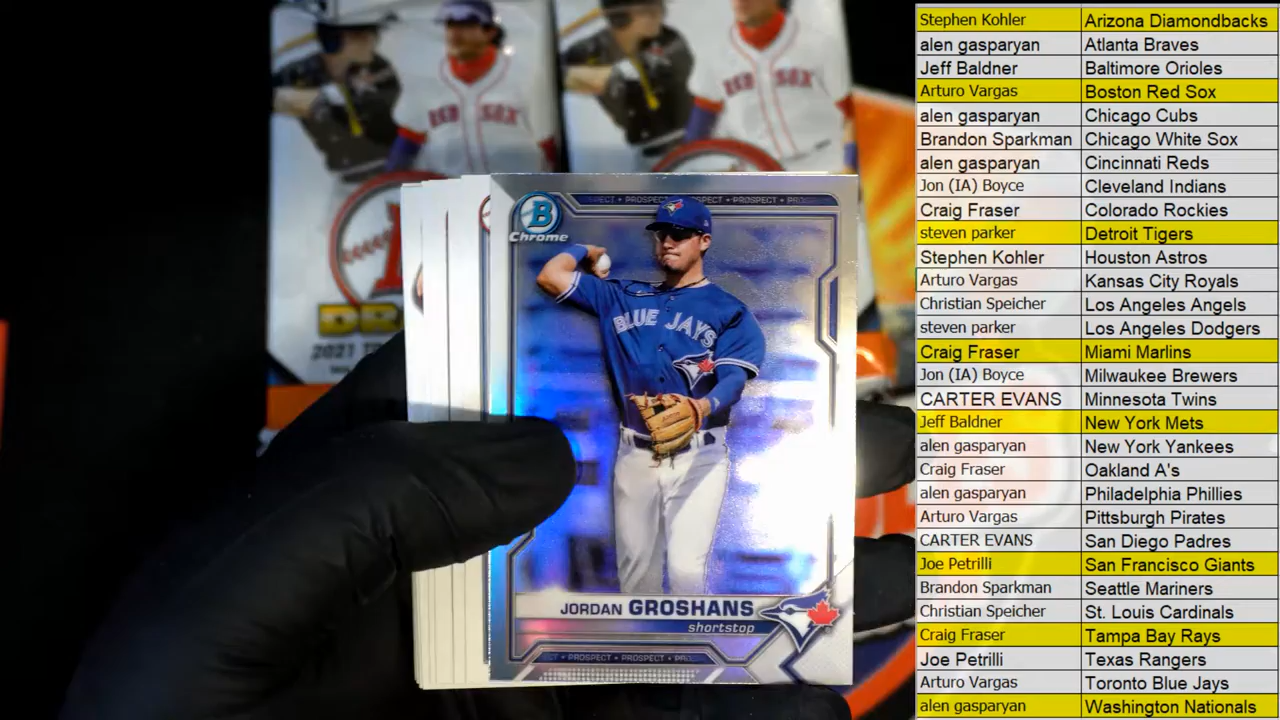 RED SOX
RED SOX
DR
2021 T
PECT • PROSPECT • PROSPECT • PROSPECT • PRO
B
Chrome
BLUE JAYS
JORDAN GROSHANS
shortstop
CT • PROSPECT • PROSPECT • PRO
Stephen Kohler Arizona Diamondbacks
alen gasparyan Atlanta Braves
Jeff Baldner Baltimore Orioles
Arturo Vargas Boston Red Sox
alen gasparyan Chicago Cubs
Brandon Sparkman Chicago White Sox
alen gasparyan Cincinnati Reds
Jon (IA) Boyce Cleveland Indians
Craig Fraser Colorado Rockies
steven parker Detroit Tigers
Stephen Kohler Houston Astros
Arturo Vargas Kansas City Royals
Christian Speicher Los Angeles Angels
steven parker Los Angeles Dodgers
Craig Fraser Miami Marlins
Jon (IA) Boyce Milwaukee Brewers
CARTER EVANS Minnesota Twins
Jeff Baldner New York Mets
alen gasparyan New York Yankees
Craig Fraser Oakland A's
alen gasparyan Philadelphia Phillies
Arturo Vargas Pittsburgh Pirates
CARTER EVANS San Diego Padres
Joe Petrilli San Francisco Giants
Brandon Sparkman Seattle Mariners
Christian Speicher St. Louis Cardinals
Craig Fraser Tampa Bay Rays
Joe Petrilli Texas Rangers
Arturo Vargas Toronto Blue Jays
alen gasparyan Washington Nationals